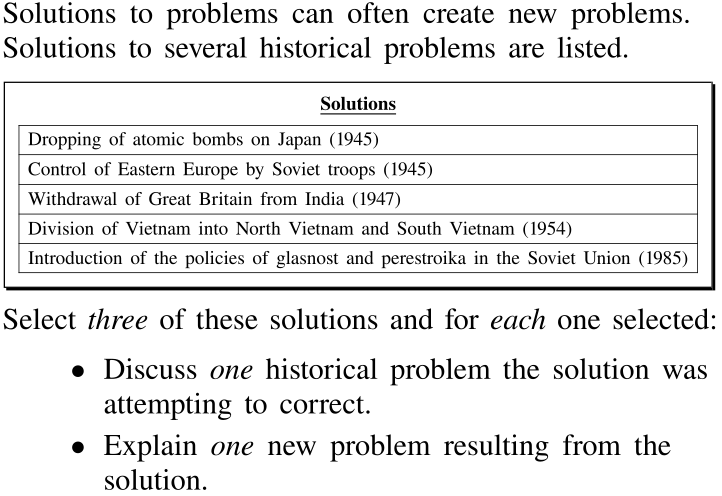 Solutions to problems can often create new problems.
Solutions to several historical problems are listed.
Solutions
Dropping of atomic bombs on Japan (1945)
Control of Eastern Europe by Soviet troops (1945)
Withdrawal of Great Britain from India (1947)
Division of Vietnam into North Vietnam and South Vietnam (1954)
Introduction of the policies of glasnost and perestroika in the Soviet Union (1985)
Select three of these solutions and for each one selected:
• Discuss one historical problem the solution was
attempting to correct.
• Explain one new problem resulting from the
solution.